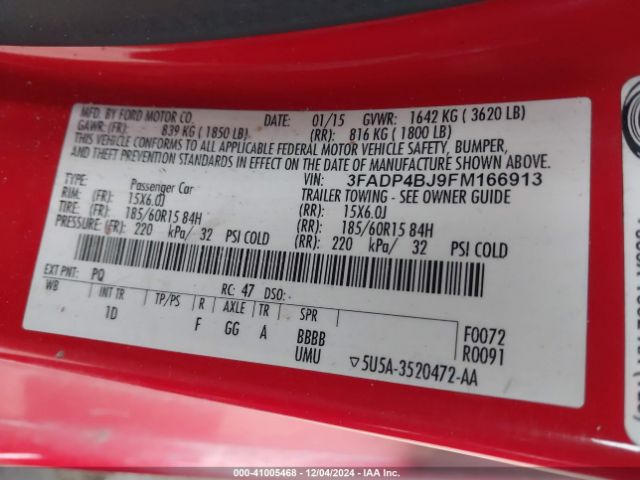 MFD. BY FORD MOTOR CO. DATE: 01/15 GVWR: 1642 KG ( 3620 LB)
GAWR: (FR): 839 KG ( 1850 LB) (RR): 816 KG ( 1800 LB)
THIS VEHICLE CONFORMS TO ALL APPLICABLE FEDERAL MOTOR VEHICLE SAFETY, BUMPER,
AND THEFT PREVENTION STANDARDS IN EFFECT ON THE DATE OF MANUFACTURE SHOWN ABOVE.
VIN: 3FADP4BJ9FM166913
TYPE: Passenger Car TRAILER TOWING - SEE OWNER GUIDE
RIM: (FR): 15X6.0J (RR): 15X6.0J
TIRE: (FR): 185/60R15 84H (RR): 185/60R15 84H
PRESSURE: (FR): 220 kPa/ 32 PSI COLD (RR): 220 kPa/ 32 PSI COLD
EXT PNT: PQ RC: 47 DSO:
WB INT TR TP/PS R AXLE TR SPR
1D F GG A BBBB F0072
UMU R0091
▽5U5A-3520472-AA
000-41005468 - 12/04/2024 - IAA Inc.